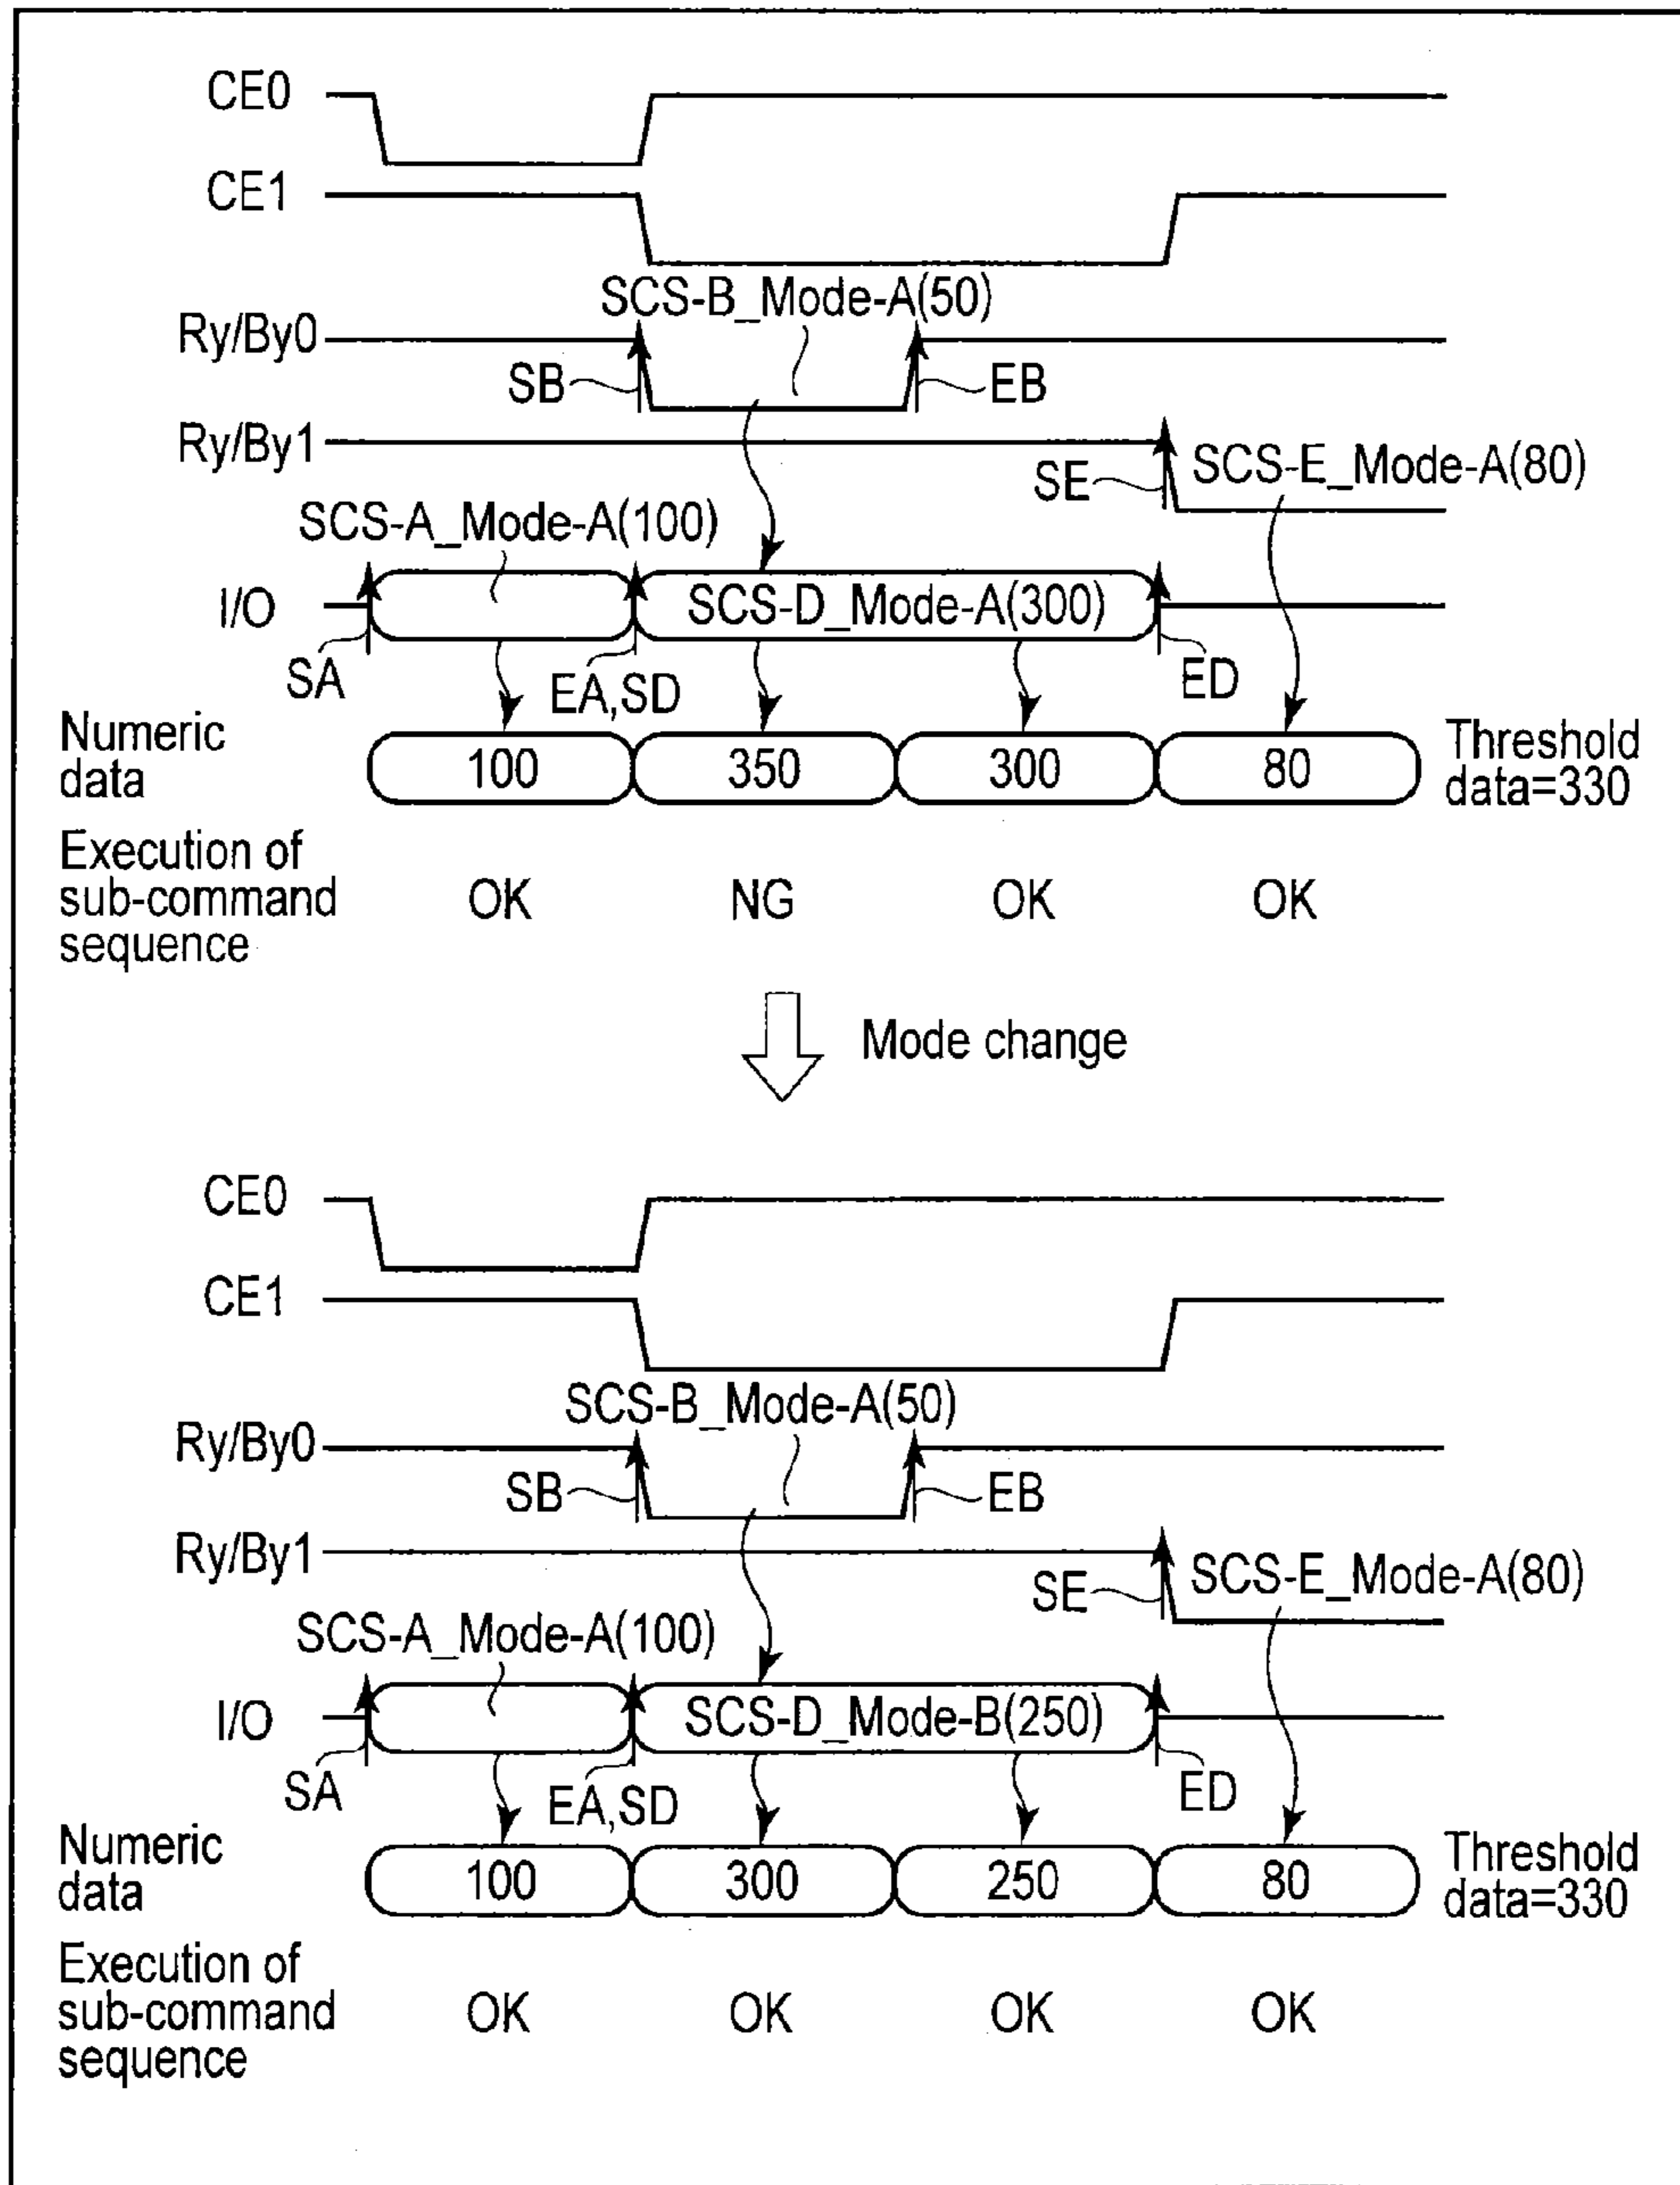 CE0
CE1
SCS-B_Mode-A(50)
Ry/By0
SB
EB
Ry/By1
SE
SCS-E_Mode-A(80)
SCS-A_Mode-A(100)
I/O
SCS-D_Mode-A(300)
SA
EA,SD
ED
Numeric
data
100
350
300
80
Threshold
data=330
Execution of
sub-command
sequence
OK
NG
OK
OK
Mode change
CE0
CE1
SCS-B_Mode-A(50)
Ry/By0
SB
EB
Ry/By1
SE
SCS-E_Mode-A(80)
SCS-A_Mode-A(100)
I/O
SCS-D_Mode-B(250)
SA
EA,SD
ED
Numeric
data
100
300
250
80
Threshold
data=330
Execution of
sub-command
sequence
OK
OK
OK
OK